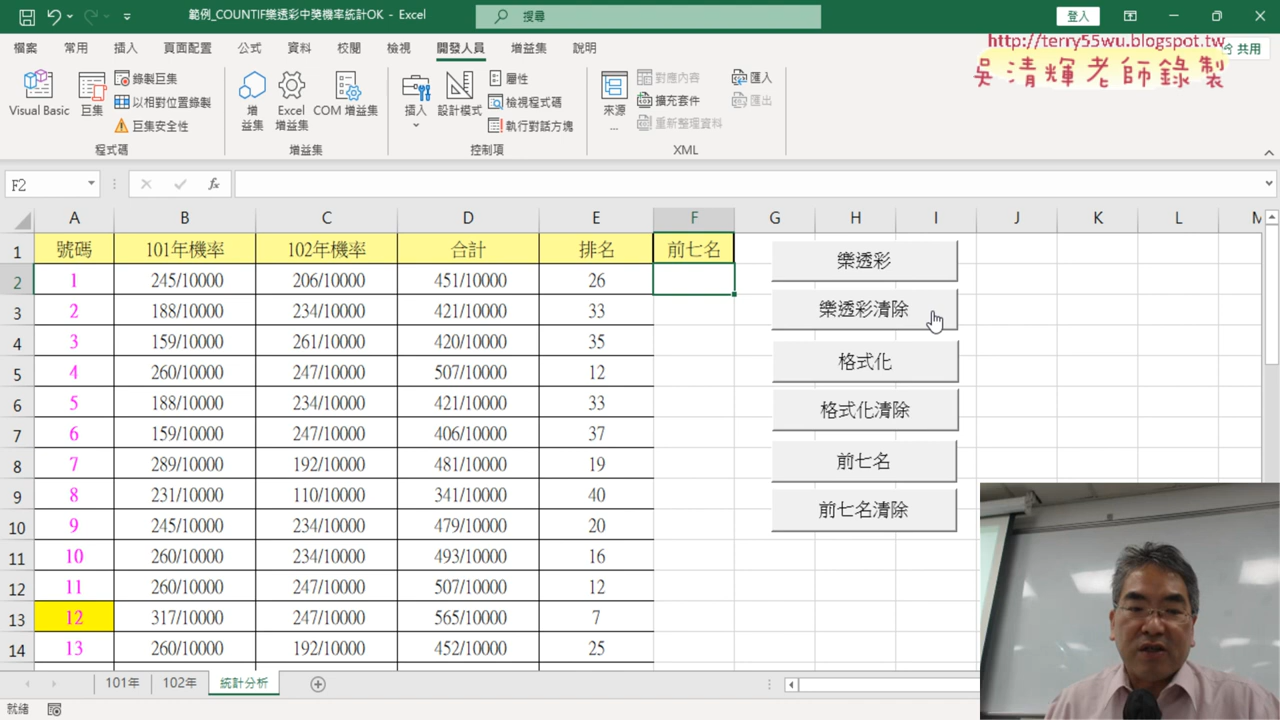 範例_COUNTIF樂透彩中獎機率統計OK - Excel
搜尋
登入
檔案 常用 插入 頁面配置 公式 資料 校閱 檢視 開發人員 增益集 說明
共用
http://terry55wu.blogspot.tw
吳清輝老師錄製
Visual Basic
巨集
錄製巨集
以相對位置錄製
巨集安全性
程式碼
增益集
Excel 增益集
COM 增益集
增益集
插入
設計模式
屬性
檢視程式碼
執行對話方塊
控制項
來源...
對應內容
擴充套件
重新整理資料
匯入
匯出
XML
F2
fx
A B C D E F G H I J K L M
1 號碼 101年機率 102年機率 合計 排名 前七名
2 1 245/10000 206/10000 451/10000 26
3 2 188/10000 234/10000 421/10000 33
4 3 159/10000 261/10000 420/10000 35
5 4 260/10000 247/10000 507/10000 12
6 5 188/10000 234/10000 421/10000 33
7 6 159/10000 247/10000 406/10000 37
8 7 289/10000 192/10000 481/10000 19
9 8 231/10000 110/10000 341/10000 40
10 9 245/10000 234/10000 479/10000 20
11 10 260/10000 234/10000 493/10000 16
12 11 260/10000 247/10000 507/10000 12
13 12 317/10000 247/10000 565/10000 7
14 13 260/10000 192/10000 452/10000 25
樂透彩
樂透彩清除
格式化
格式化清除
前七名
前七名清除
101年 102年 統計分析
就緒